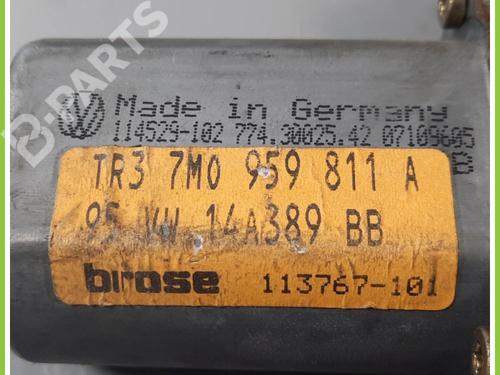 B-PARTS
Made in Germany
114529-102 774.30025.42 07109605
B
TR3 7M0 959 811 A
95 VW 14A389 BB
brose 113767-101